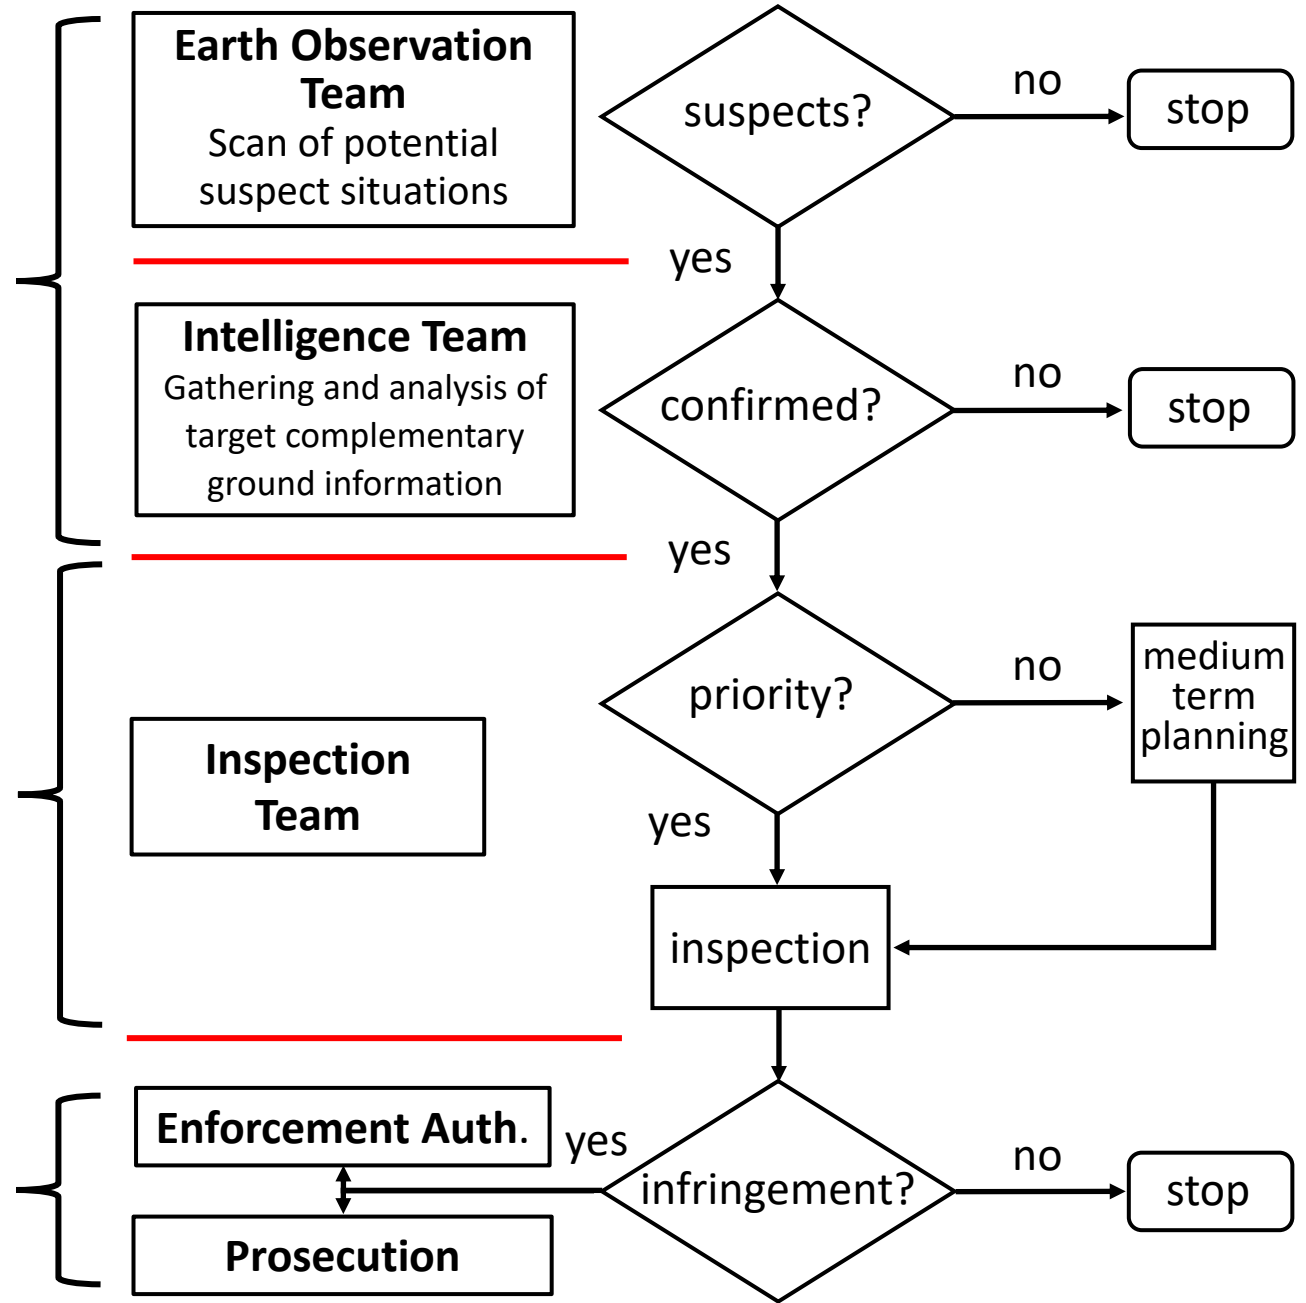 Earth Observation
Team
Scan of potential
suspect situations
suspects?
no
stop
yes
Intelligence Team
Gathering and analysis of
target complementary
ground information
confirmed?
no
stop
yes
priority?
no
medium
term
planning
Inspection
Team
yes
inspection
Enforcement Auth.
yes
infringement?
no
stop
Prosecution